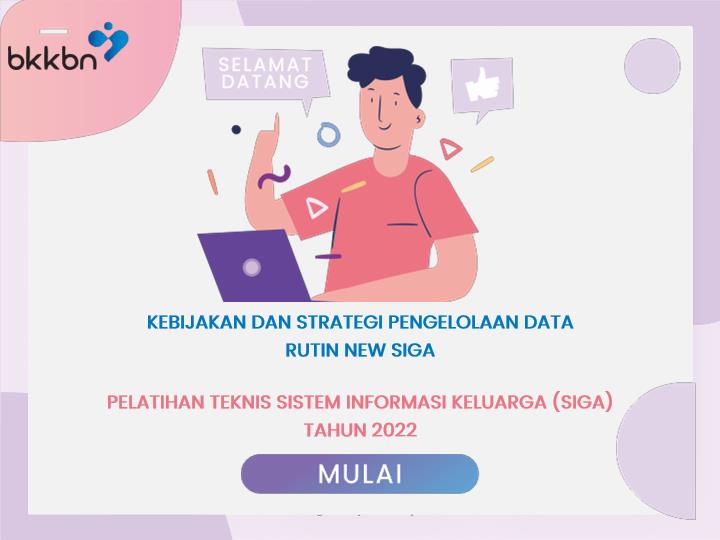 bkkbn
SELAMAT
DATANG
KEBIJAKAN DAN STRATEGI PENGELOLAAN DATA
RUTIN NEW SIGA
PELATIHAN TEKNIS SISTEM INFORMASI KELUARGA (SIGA)
TAHUN 2022
MULAI